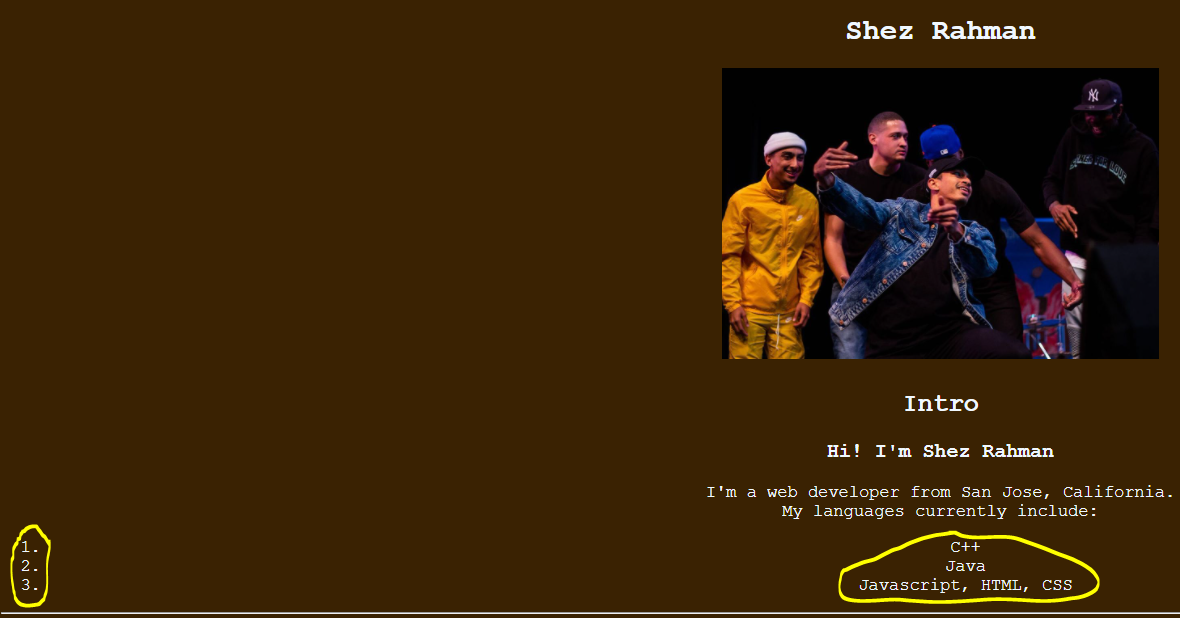 Shez Rahman
Intro
Hi! I'm Shez Rahman
I'm a web developer from San Jose, California.
My languages currently include:
1. C++
2. Java
3. Javascript, HTML, CSS